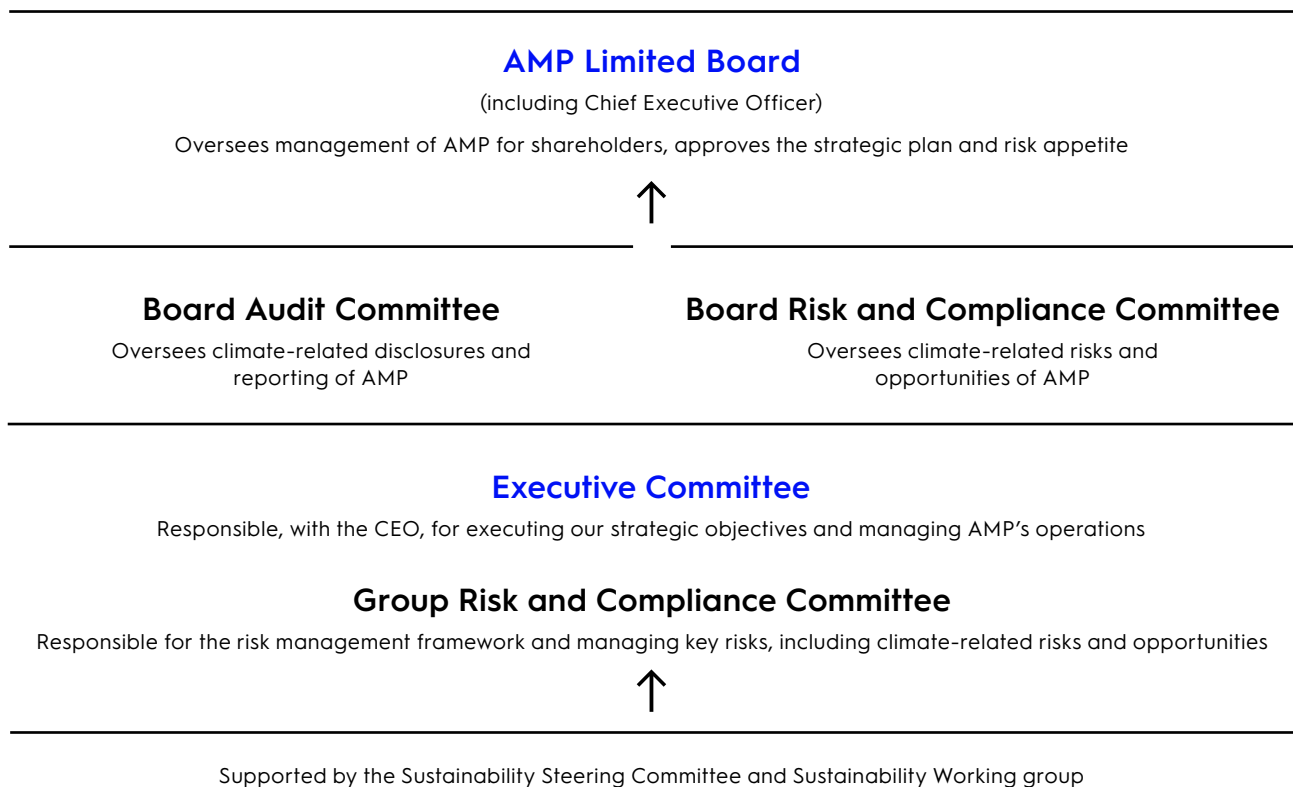 AMP Limited Board
(including Chief Executive Officer)
Oversees management of AMP for shareholders, approves the strategic plan and risk appetite
Board Audit Committee
Oversees climate-related disclosures and
reporting of AMP
Board Risk and Compliance Committee
Oversees climate-related risks and
opportunities of AMP
Executive Committee
Responsible, with the CEO, for executing our strategic objectives and managing AMP’s operations
Group Risk and Compliance Committee
Responsible for the risk management framework and managing key risks, including climate-related risks and opportunities
Supported by the Sustainability Steering Committee and Sustainability Working group